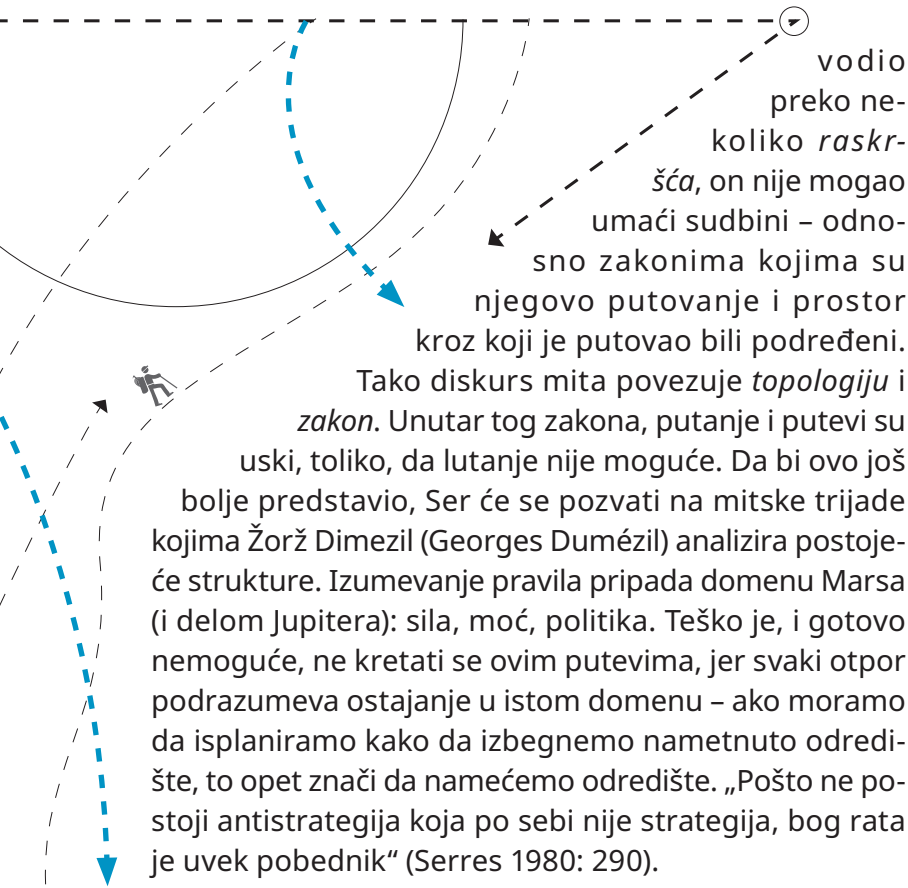 vodio
preko ne-
koliko raskr-
šća, on nije mogao
umaći sudbini – odno-
sno zakonima kojima su
njegovo putovanje i prostor
kroz koji je putovao bili podređeni.
Tako diskurs mita povezuje topologiju i
zakon. Unutar tog zakona, putanje i putevi su
uski, toliko, da lutanje nije moguće. Da bi ovo još
bolje predstavio, Ser će se pozvati na mitske trijade
kojima Žorž Dimezil (Georges Dumézil) analizira postoje-
će strukture. Izumevanje pravila pripada domenu Marsa
(i delom Jupitera): sila, moć, politika. Teško je, i gotovo
nemoguće, ne kretati se ovim putevima, jer svaki otpor
podrazumeva ostajanje u istom domenu – ako moramo
da isplaniramo kako da izbegnemo nametnuto odredi-
šte, to opet znači da namećemo odredište. „Pošto ne po-
stoji antistrategija koja po sebi nije strategija, bog rata
je uvek pobednik“ (Serres 1980: 290).